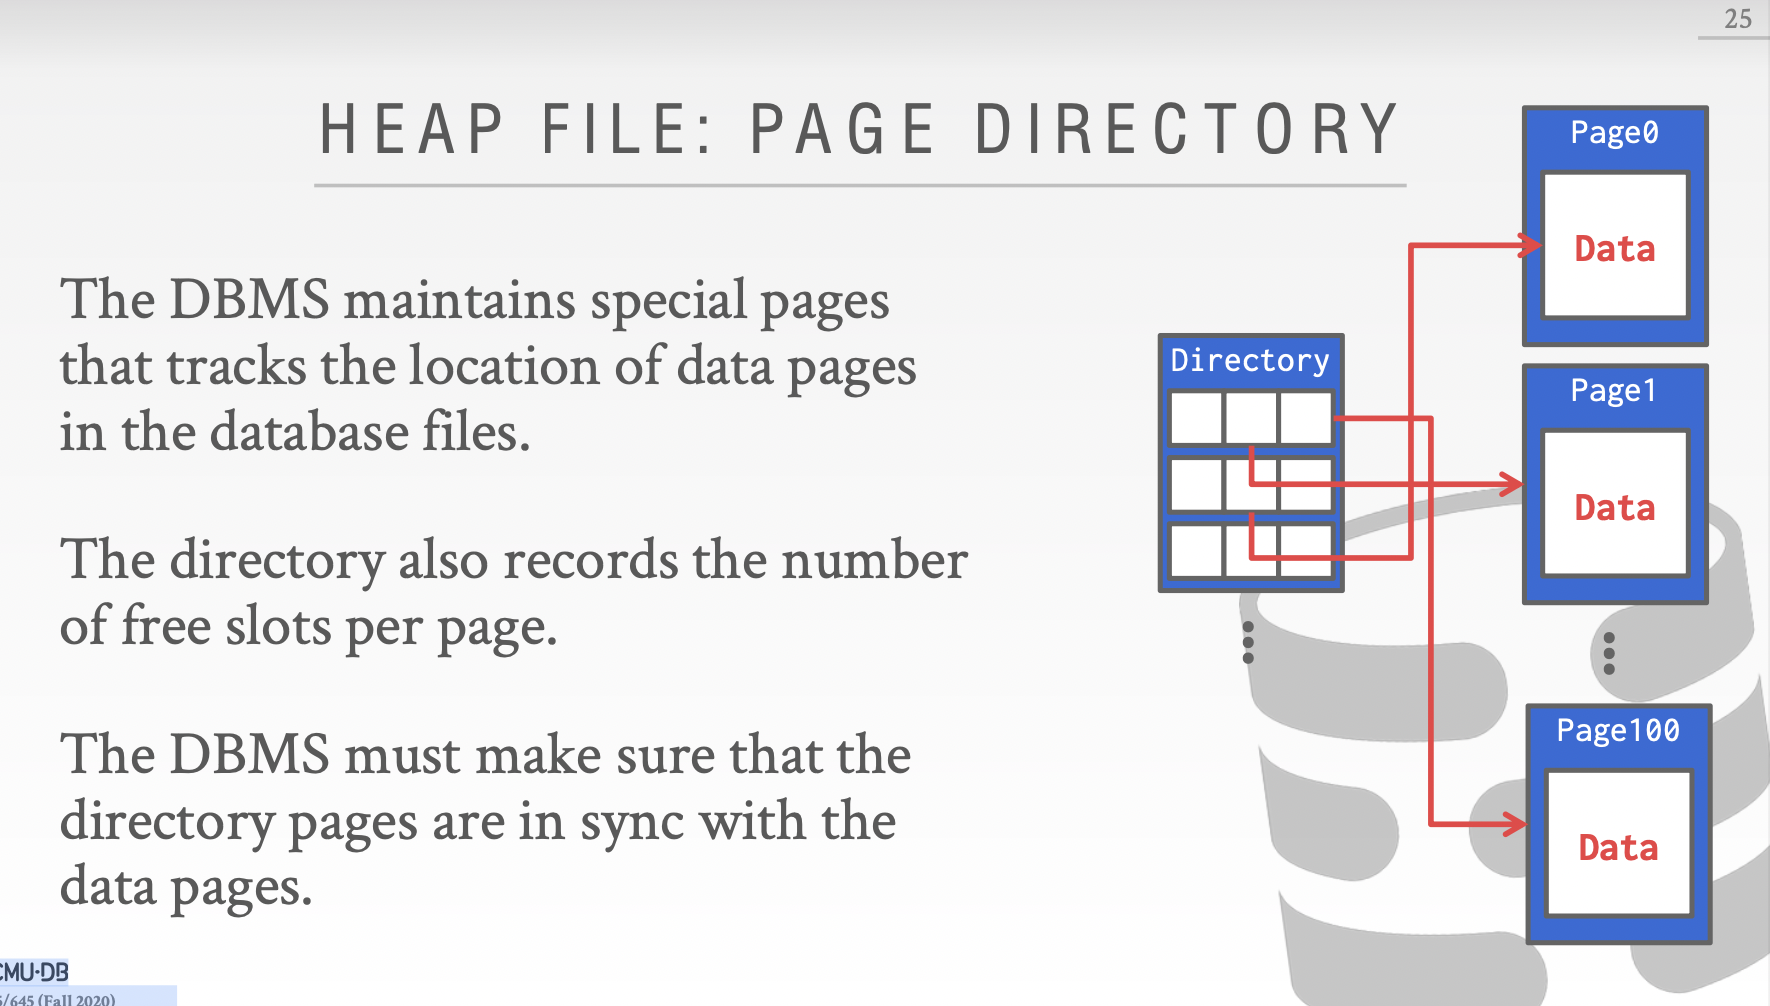 25
HEAP FILE: PAGE DIRECTORY
The DBMS maintains special pages
that tracks the location of data pages
in the database files.
The directory also records the number
of free slots per page.
The DBMS must make sure that the
directory pages are in sync with the
data pages.
Directory
Page0
Data
Page1
Data
Page100
Data
CMU·DB
5/645 (Fall 2020)